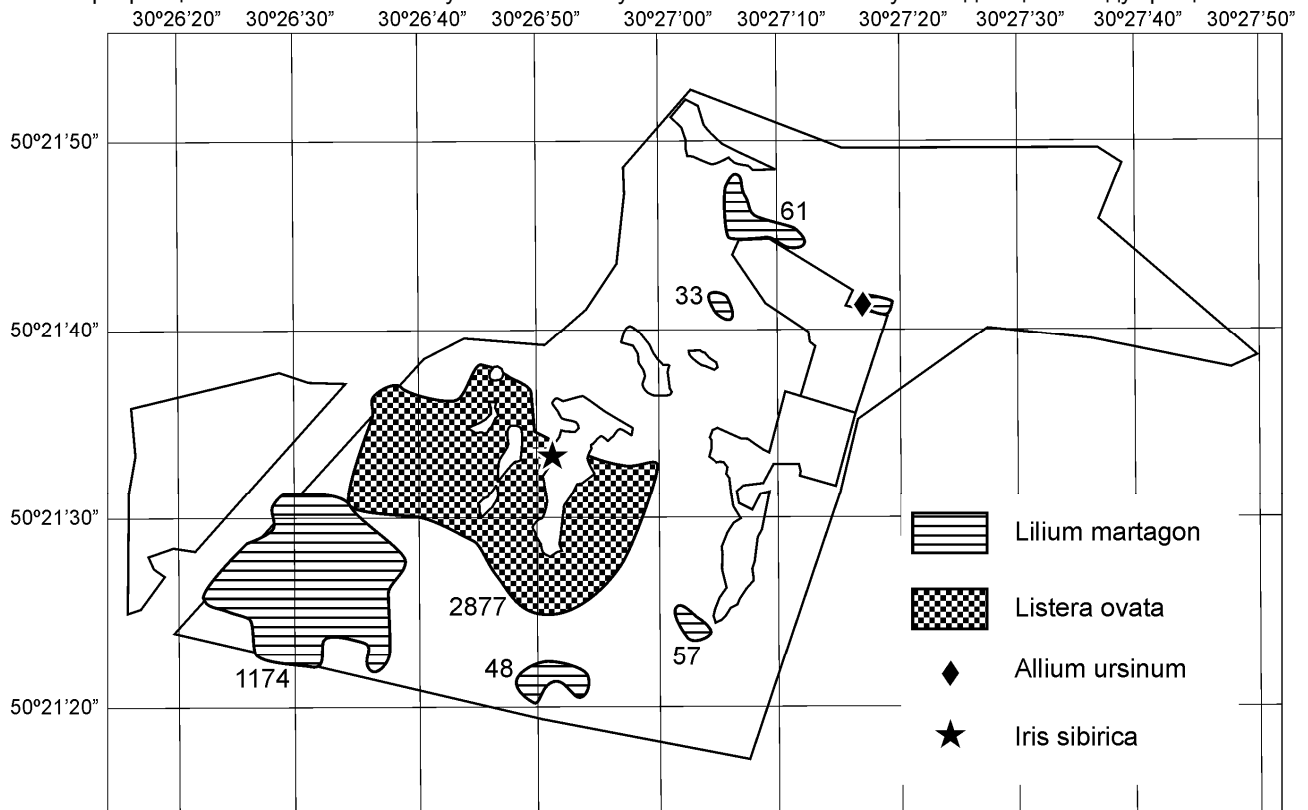 30º26’20” 30º26’30” 30º26’40” 30º26’50” 30º27’00” 30º27’10” 30º27’20” 30º27’30” 30º27’40” 30º27’50”
50º21’50”
61
33
50º21’40”
50º21’30”
Lilium martagon
2877
Listera ovata
57
48
1174
Allium ursinum
50º21’20”
Iris sibirica